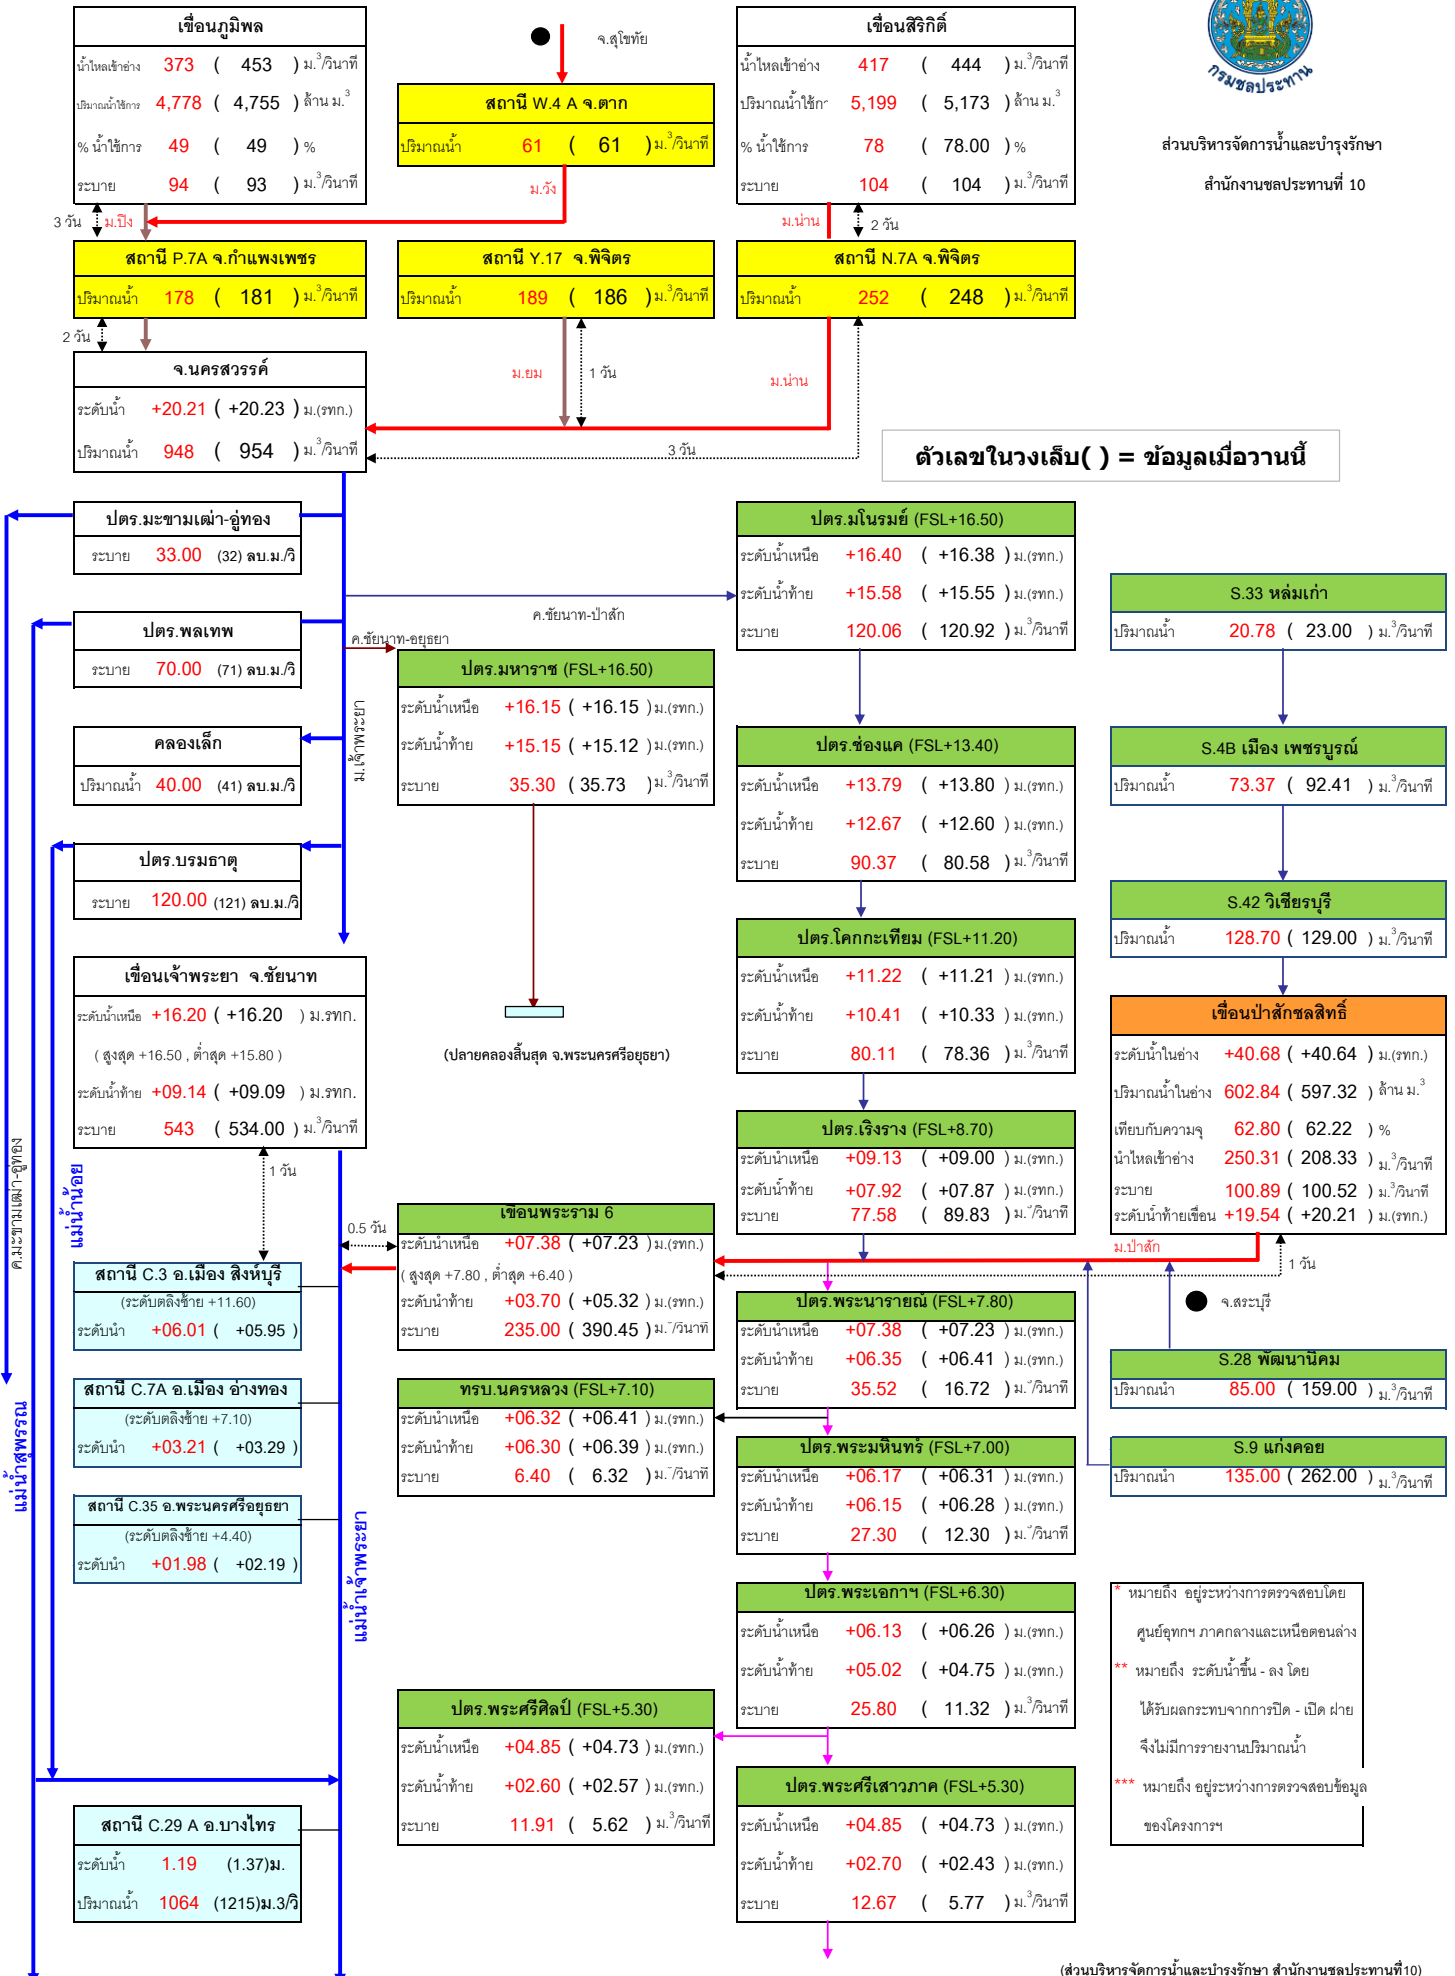 เขื่อนภูมิพล
น้ำไหลเข้าอ่าง 373 ( 453 ) ม.³/วินาที
ปริมาณน้ำใช้การ 4,778 ( 4,755 ) ล้าน ม.³
% น้ำใช้การ 49 ( 49 ) %
ระบาย 94 ( 93 ) ม.³/วินาที
จ.สุโขทัย
สถานี W.4 A จ.ตาก
ปริมาณน้ำ 61 ( 61 ) ม.³/วินาที
เขื่อนสิริกิติ์
น้ำไหลเข้าอ่าง 417 ( 444 ) ม.³/วินาที
ปริมาณน้ำใช้กา 5,199 ( 5,173 ) ล้าน ม.³
% น้ำใช้การ 78 ( 78.00 ) %
ระบาย 104 ( 104 ) ม.³/วินาที
กรมชลประทาน
ส่วนบริหารจัดการน้ำและบำรุงรักษา
สำนักงานชลประทานที่ 10
3 วัน ม.ปิง
ม.วัง
ม.น่าน 2 วัน
สถานี P.7A จ.กำแพงเพชร
ปริมาณน้ำ 178 ( 181 ) ม.³/วินาที
สถานี Y.17 จ.พิจิตร
ปริมาณน้ำ 189 ( 186 ) ม.³/วินาที
สถานี N.7A จ.พิจิตร
ปริมาณน้ำ 252 ( 248 ) ม.³/วินาที
2 วัน
ม.ยม 1 วัน
ม.น่าน
3 วัน
จ.นครสวรรค์
ระดับน้ำ +20.21 ( +20.23 ) ม.(รทก.)
ปริมาณน้ำ 948 ( 954 ) ม.³/วินาที
ตัวเลขในวงเล็บ( ) = ข้อมูลเมื่อวานนี้
ปตร.มะขามเฒ่า-อู่ทอง
ระบาย 33.00 (32) ลบ.ม./วิ
ปตร.พลเทพ
ระบาย 70.00 (71) ลบ.ม./วิ
คลองเล็ก
ปริมาณน้ำ 40.00 (41) ลบ.ม./วิ
ปตร.บรมธาตุ
ระบาย 120.00 (121) ลบ.ม./วิ
ม.เจ้าพระยา
ค.ชัยนาท-ป่าสัก
ค.ชัยนาท-อยุธยา
ปตร.มหาราช (FSL+16.50)
ระดับน้ำเหนือ +16.15 ( +16.15 ) ม.(รทก.)
ระดับน้ำท้าย +15.15 ( +15.12 ) ม.(รทก.)
ระบาย 35.30 ( 35.73 ) ม.³/วินาที
(ปลายคลองสิ้นสุด จ.พระนครศรีอยุธยา)
ปตร.มโนรมย์ (FSL+16.50)
ระดับน้ำเหนือ +16.40 ( +16.38 ) ม.(รทก.)
ระดับน้ำท้าย +15.58 ( +15.55 ) ม.(รทก.)
ระบาย 120.06 ( 120.92 ) ม.³/วินาที
ปตร.ช่องแค (FSL+13.40)
ระดับน้ำเหนือ +13.79 ( +13.80 ) ม.(รทก.)
ระดับน้ำท้าย +12.67 ( +12.60 ) ม.(รทก.)
ระบาย 90.37 ( 80.58 ) ม.³/วินาที
ปตร.โคกกะเทียม (FSL+11.20)
ระดับน้ำเหนือ +11.22 ( +11.21 ) ม.(รทก.)
ระดับน้ำท้าย +10.41 ( +10.33 ) ม.(รทก.)
ระบาย 80.11 ( 78.36 ) ม.³/วินาที
ปตร.เริงราง (FSL+8.70)
ระดับน้ำเหนือ +09.13 ( +09.00 ) ม.(รทก.)
ระดับน้ำท้าย +07.92 ( +07.87 ) ม.(รทก.)
ระบาย 77.58 ( 89.83 ) ม.³/วินาที
S.33 หล่มเก่า
ปริมาณน้ำ 20.78 ( 23.00 ) ม.³/วินาที
S.4B เมือง เพชรบูรณ์
ปริมาณน้ำ 73.37 ( 92.41 ) ม.³/วินาที
S.42 วิเชียรบุรี
ปริมาณน้ำ 128.70 ( 129.00 ) ม.³/วินาที
เขื่อนป่าสักชลสิทธิ์
ระดับน้ำในอ่าง +40.68 ( +40.64 ) ม.(รทก.)
ปริมาณน้ำในอ่าง 602.84 ( 597.32 ) ล้าน ม.³
เทียบกับความจุ 62.80 ( 62.22 ) %
น้ำไหลเข้าอ่าง 250.31 ( 208.33 ) ม.³/วินาที
ระบาย 100.89 ( 100.52 ) ม.³/วินาที
ระดับน้ำท้ายเขื่อน +19.54 ( +20.21 ) ม.(รทก.)
เขื่อนเจ้าพระยา จ.ชัยนาท
ระดับน้ำเหนือ +16.20 ( +16.20 ) ม.รทก.
( สูงสุด +16.50 , ต่ำสุด +15.80 )
ระดับน้ำท้าย +09.14 ( +09.09 ) ม.รทก.
ระบาย 543 ( 534.00 ) ม.³/วินาที
1 วัน
0.5 วัน
ค.มะขามเฒ่า-อู่ทอง
แม่น้ำน้อย
แม่น้ำสุพรรณ
แม่น้ำเจ้าพระยา
เขื่อนพระราม 6
ระดับน้ำเหนือ +07.38 ( +07.23 ) ม.(รทก.)
( สูงสุด +7.80 , ต่ำสุด +6.40 )
ระดับน้ำท้าย +03.70 ( +05.32 ) ม.(รทก.)
ระบาย 235.00 ( 390.45 ) ม.³/วินาที
ม.ป่าสัก
1 วัน
จ.สระบุรี
สถานี C.3 อ.เมือง สิงห์บุรี
(ระดับตลิ่งซ้าย +11.60)
ระดับน้ำ +06.01 ( +05.95 )
สถานี C.7A อ.เมือง อ่างทอง
(ระดับตลิ่งซ้าย +7.10)
ระดับน้ำ +03.21 ( +03.29 )
สถานี C.35 อ.พระนครศรีอยุธยา
(ระดับตลิ่งซ้าย +4.40)
ระดับน้ำ +01.98 ( +02.19 )
ทรบ.นครหลวง (FSL+7.10)
ระดับน้ำเหนือ +06.32 ( +06.41 ) ม.(รทก.)
ระดับน้ำท้าย +06.30 ( +06.39 ) ม.(รทก.)
ระบาย 6.40 ( 6.32 ) ม.³/วินาที
ปตร.พระนารายณ์ (FSL+7.80)
ระดับน้ำเหนือ +07.38 ( +07.23 ) ม.(รทก.)
ระดับน้ำท้าย +06.35 ( +06.41 ) ม.(รทก.)
ระบาย 35.52 ( 16.72 ) ม.³/วินาที
ปตร.พระมหินทร์ (FSL+7.00)
ระดับน้ำเหนือ +06.17 ( +06.31 ) ม.(รทก.)
ระดับน้ำท้าย +06.15 ( +06.28 ) ม.(รทก.)
ระบาย 27.30 ( 12.30 ) ม.³/วินาที
S.28 พัฒนานิคม
ปริมาณน้ำ 85.00 ( 159.00 ) ม.³/วินาที
S.9 แก่งคอย
ปริมาณน้ำ 135.00 ( 262.00 ) ม.³/วินาที
ปตร.พระเอกาฯ (FSL+6.30)
ระดับน้ำเหนือ +06.13 ( +06.26 ) ม.(รทก.)
ระดับน้ำท้าย +05.02 ( +04.75 ) ม.(รทก.)
ระบาย 25.80 ( 11.32 ) ม.³/วินาที
ปตร.พระศรีศิลป์ (FSL+5.30)
ระดับน้ำเหนือ +04.85 ( +04.73 ) ม.(รทก.)
ระดับน้ำท้าย +02.60 ( +02.57 ) ม.(รทก.)
ระบาย 11.91 ( 5.62 ) ม.³/วินาที
ปตร.พระศรีเสาวภาค (FSL+5.30)
ระดับน้ำเหนือ +04.85 ( +04.73 ) ม.(รทก.)
ระดับน้ำท้าย +02.70 ( +02.43 ) ม.(รทก.)
ระบาย 12.67 ( 5.77 ) ม.³/วินาที
* หมายถึง อยู่ระหว่างการตรวจสอบโดย
ศูนย์อุทกฯ ภาคกลางและเหนือตอนล่าง
** หมายถึง ระดับน้ำขึ้น - ลง โดย
ได้รับผลกระทบจากการปิด - เปิด ฝาย
จึงไม่มีการรายงานปริมาณน้ำ
*** หมายถึง อยู่ระหว่างการตรวจสอบข้อมูล
ของโครงการฯ
สถานี C.29 A อ.บางไทร
ระดับน้ำ 1.19 (1.37)ม.
ปริมาณน้ำ 1064 (1215)ม.3/วิ
(ส่วนบริหารจัดการน้ำและบำรุงรักษา สำนักงานชลประทานที่10)